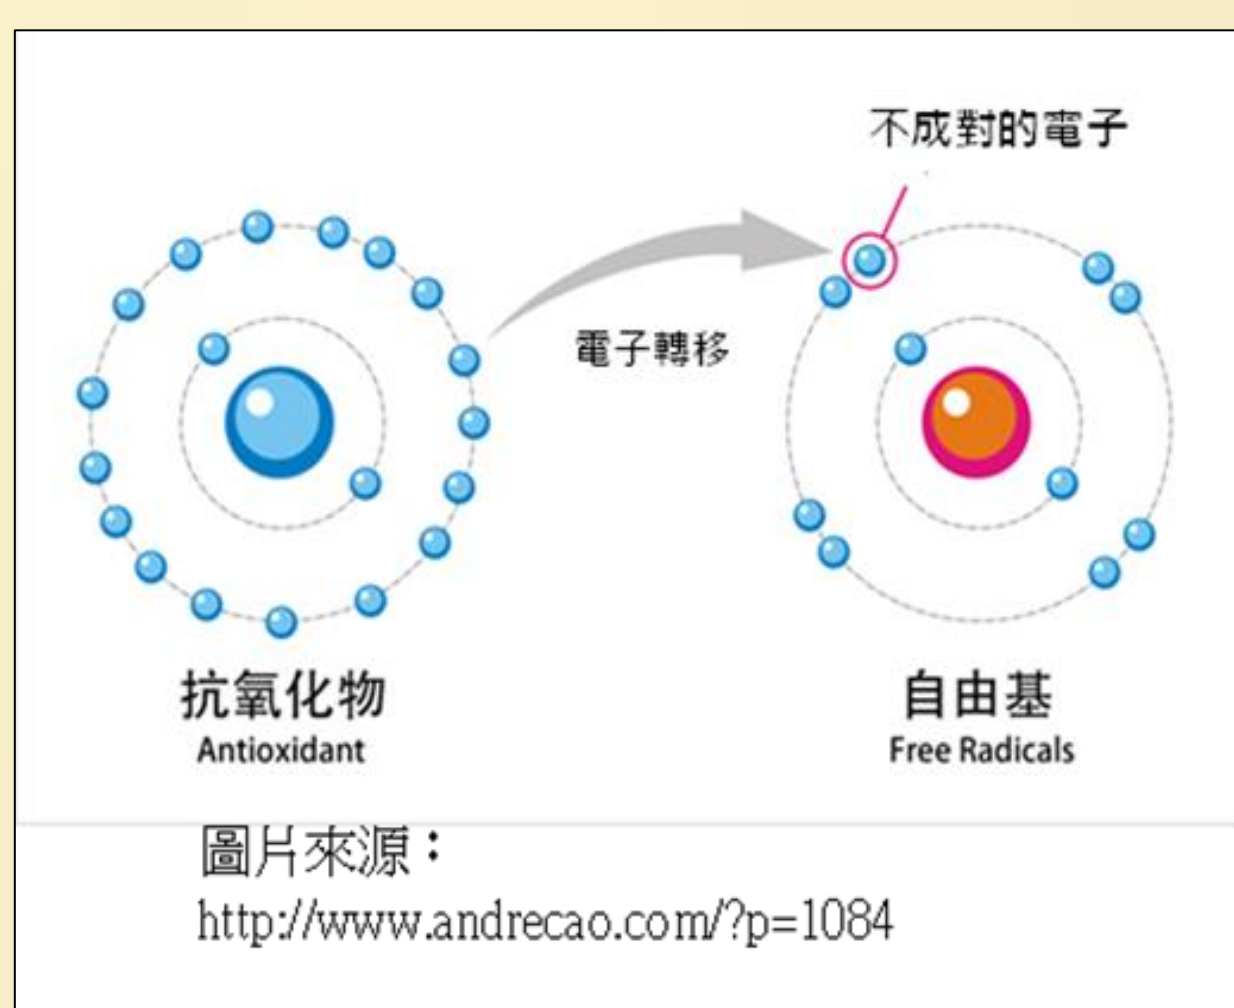 不成對的電子
電子轉移
抗氧化物
Antioxidant
自由基
Free Radicals
圖片來源：
http://www.andrecao.com/?p=1084